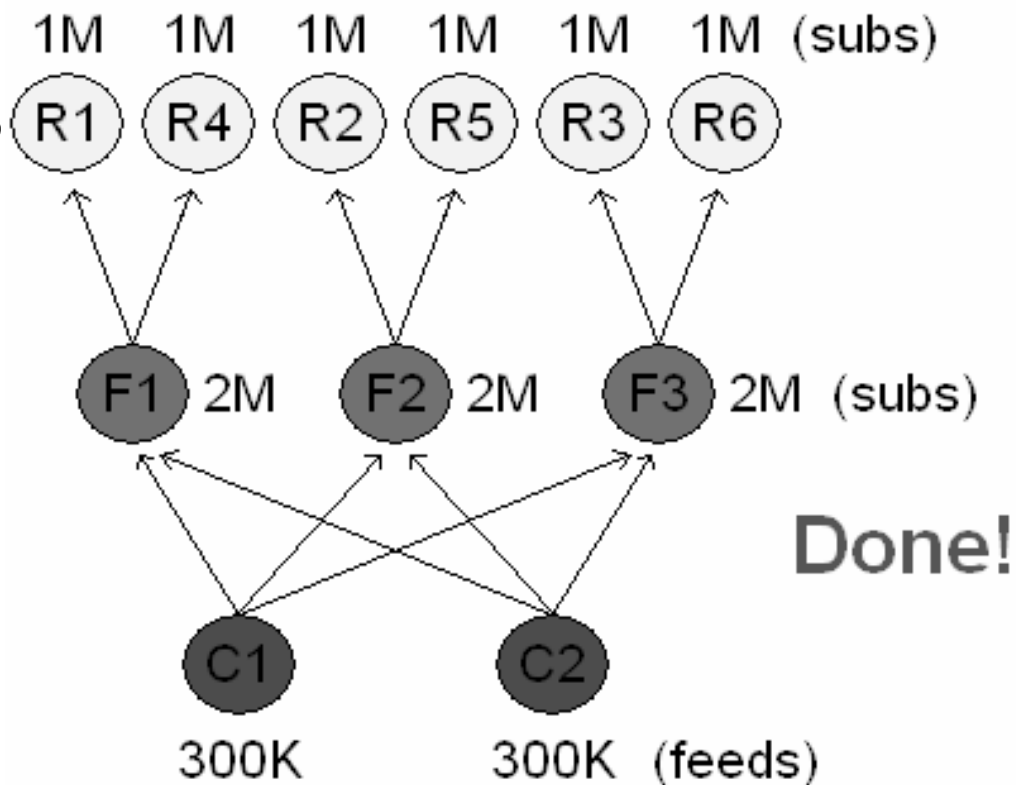 1M 1M 1M 1M 1M 1M (subs)
R1 R4 R2 R5 R3 R6
F1 2M F2 2M F3 2M (subs)
Done!
C1 C2
300K 300K (feeds)